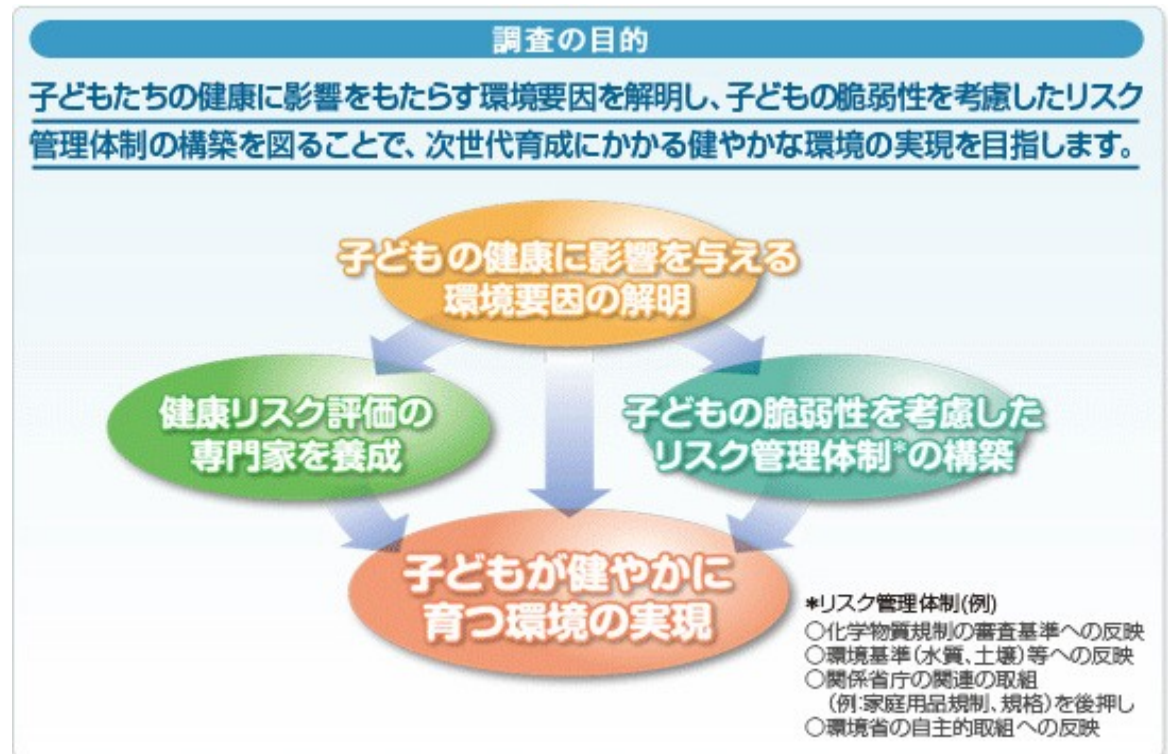 調査の目的
子どもたちの健康に影響をもたらす環境要因を解明し、子どもの脆弱性を考慮したリスク
管理体制の構築を図ることで、次世代育成にかかる健やかな環境の実現を目指します。
子どもの健康に影響を与える
環境要因の解明
健康リスク評価の
専門家を養成
子どもの脆弱性を考慮した
リスク管理体制*の構築
子どもが健やかに
育つ環境の実現
*リスク管理体制(例)
○化学物質規制の審査基準への反映
○環境基準(水質、土壌)等への反映
○関係省庁の関連の取組
(例:家庭用品規制、規格)を後押し
○環境省の自主的取組への反映